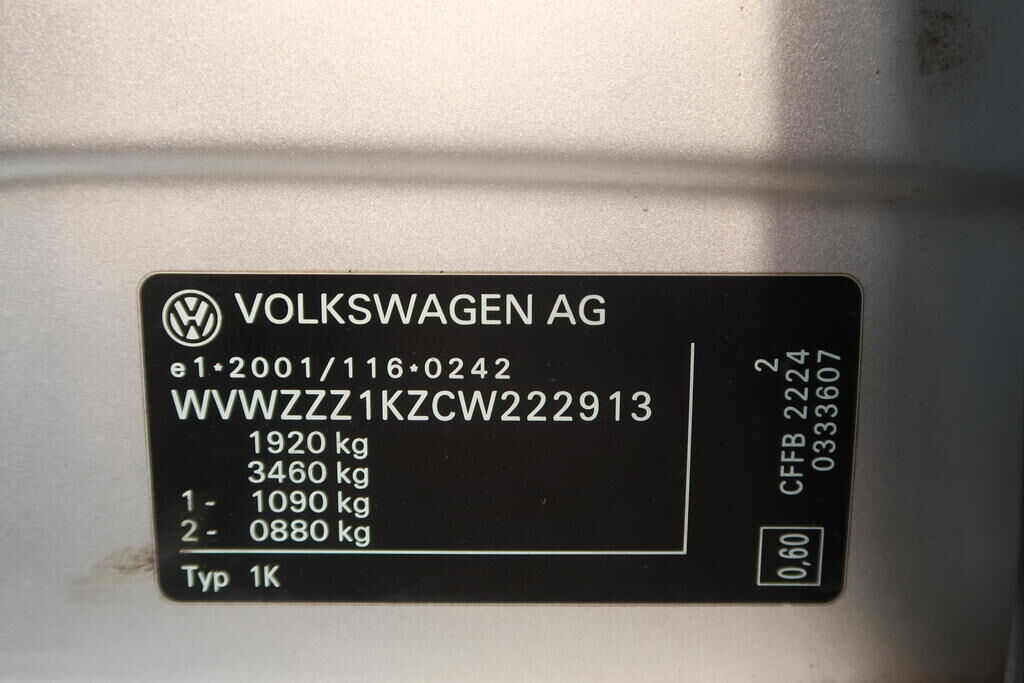 VOLKSWAGEN AG
e1*2001/116*0242
WVWZZZ1KZCW222913
1920 kg
3460 kg
1 - 1090 kg
2 - 0880 kg
Typ 1K
2
CFFB 2224
0333607
0,60